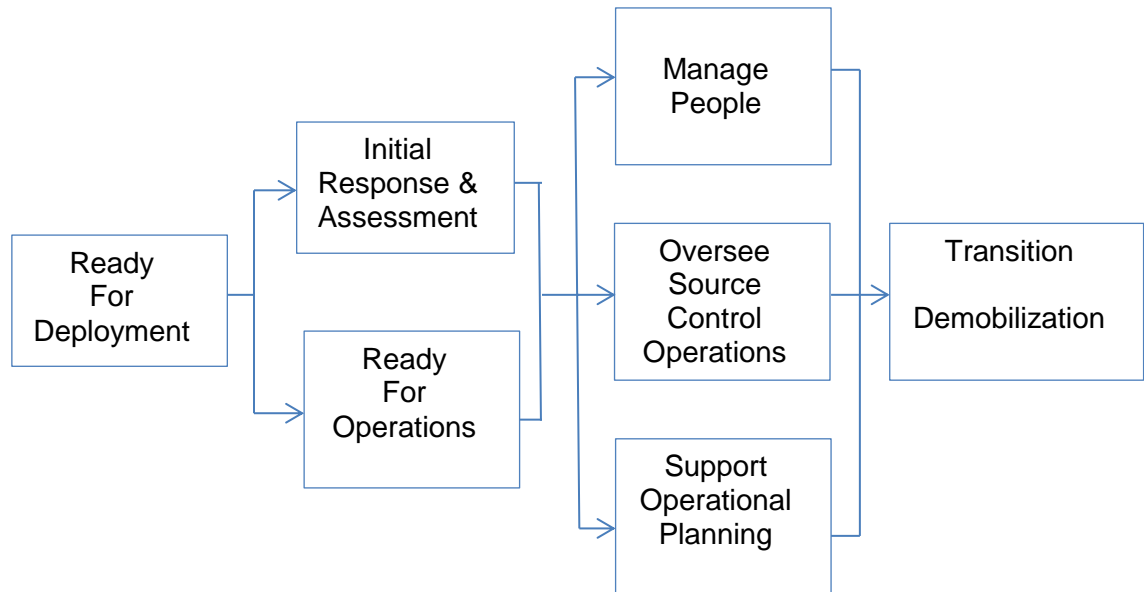 Ready
For
Deployment
Initial
Response &
Assessment
Ready
For
Operations
Manage
People
Oversee
Source
Control
Operations
Support
Operational
Planning
Transition
Demobilization